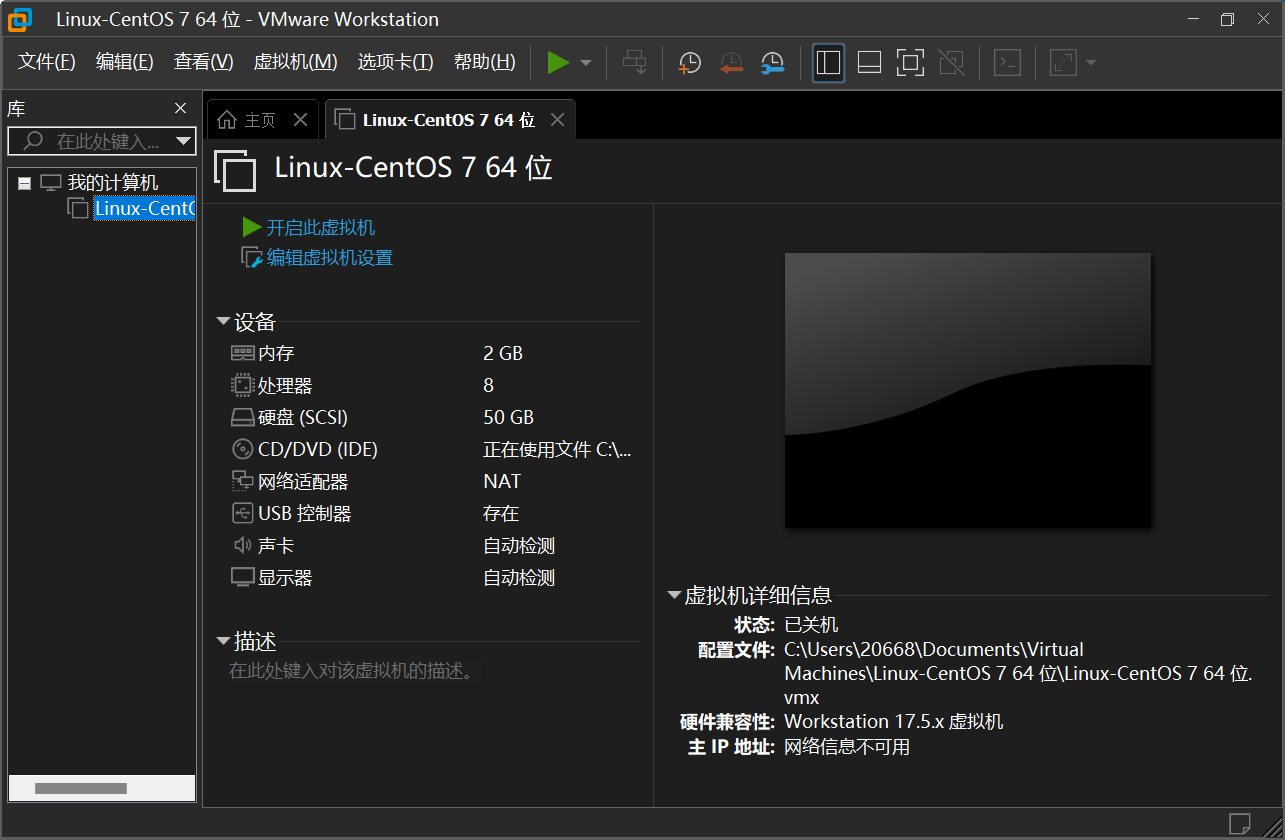 Linux-CentOS 7 64 位 - VMware Workstation
文件(F) 编辑(E) 查看(V) 虚拟机(M) 选项卡(T) 帮助(H)
库
在此处键入...
我的计算机
Linux-CentO
主页
Linux-CentOS 7 64 位
Linux-CentOS 7 64 位
开启此虚拟机
编辑虚拟机设置
设备
内存 2 GB
处理器 8
硬盘 (SCSI) 50 GB
CD/DVD (IDE) 正在使用文件 C:\...
网络适配器 NAT
USB 控制器 存在
声卡 自动检测
显示器 自动检测
描述
在此处键入对该虚拟机的描述。
虚拟机详细信息
状态: 已关机
配置文件: C:\Users\20668\Documents\Virtual
Machines\Linux-CentOS 7 64 位\Linux-CentOS 7 64 位.
vmx
硬件兼容性: Workstation 17.5.x 虚拟机
主 IP 地址: 网络信息不可用